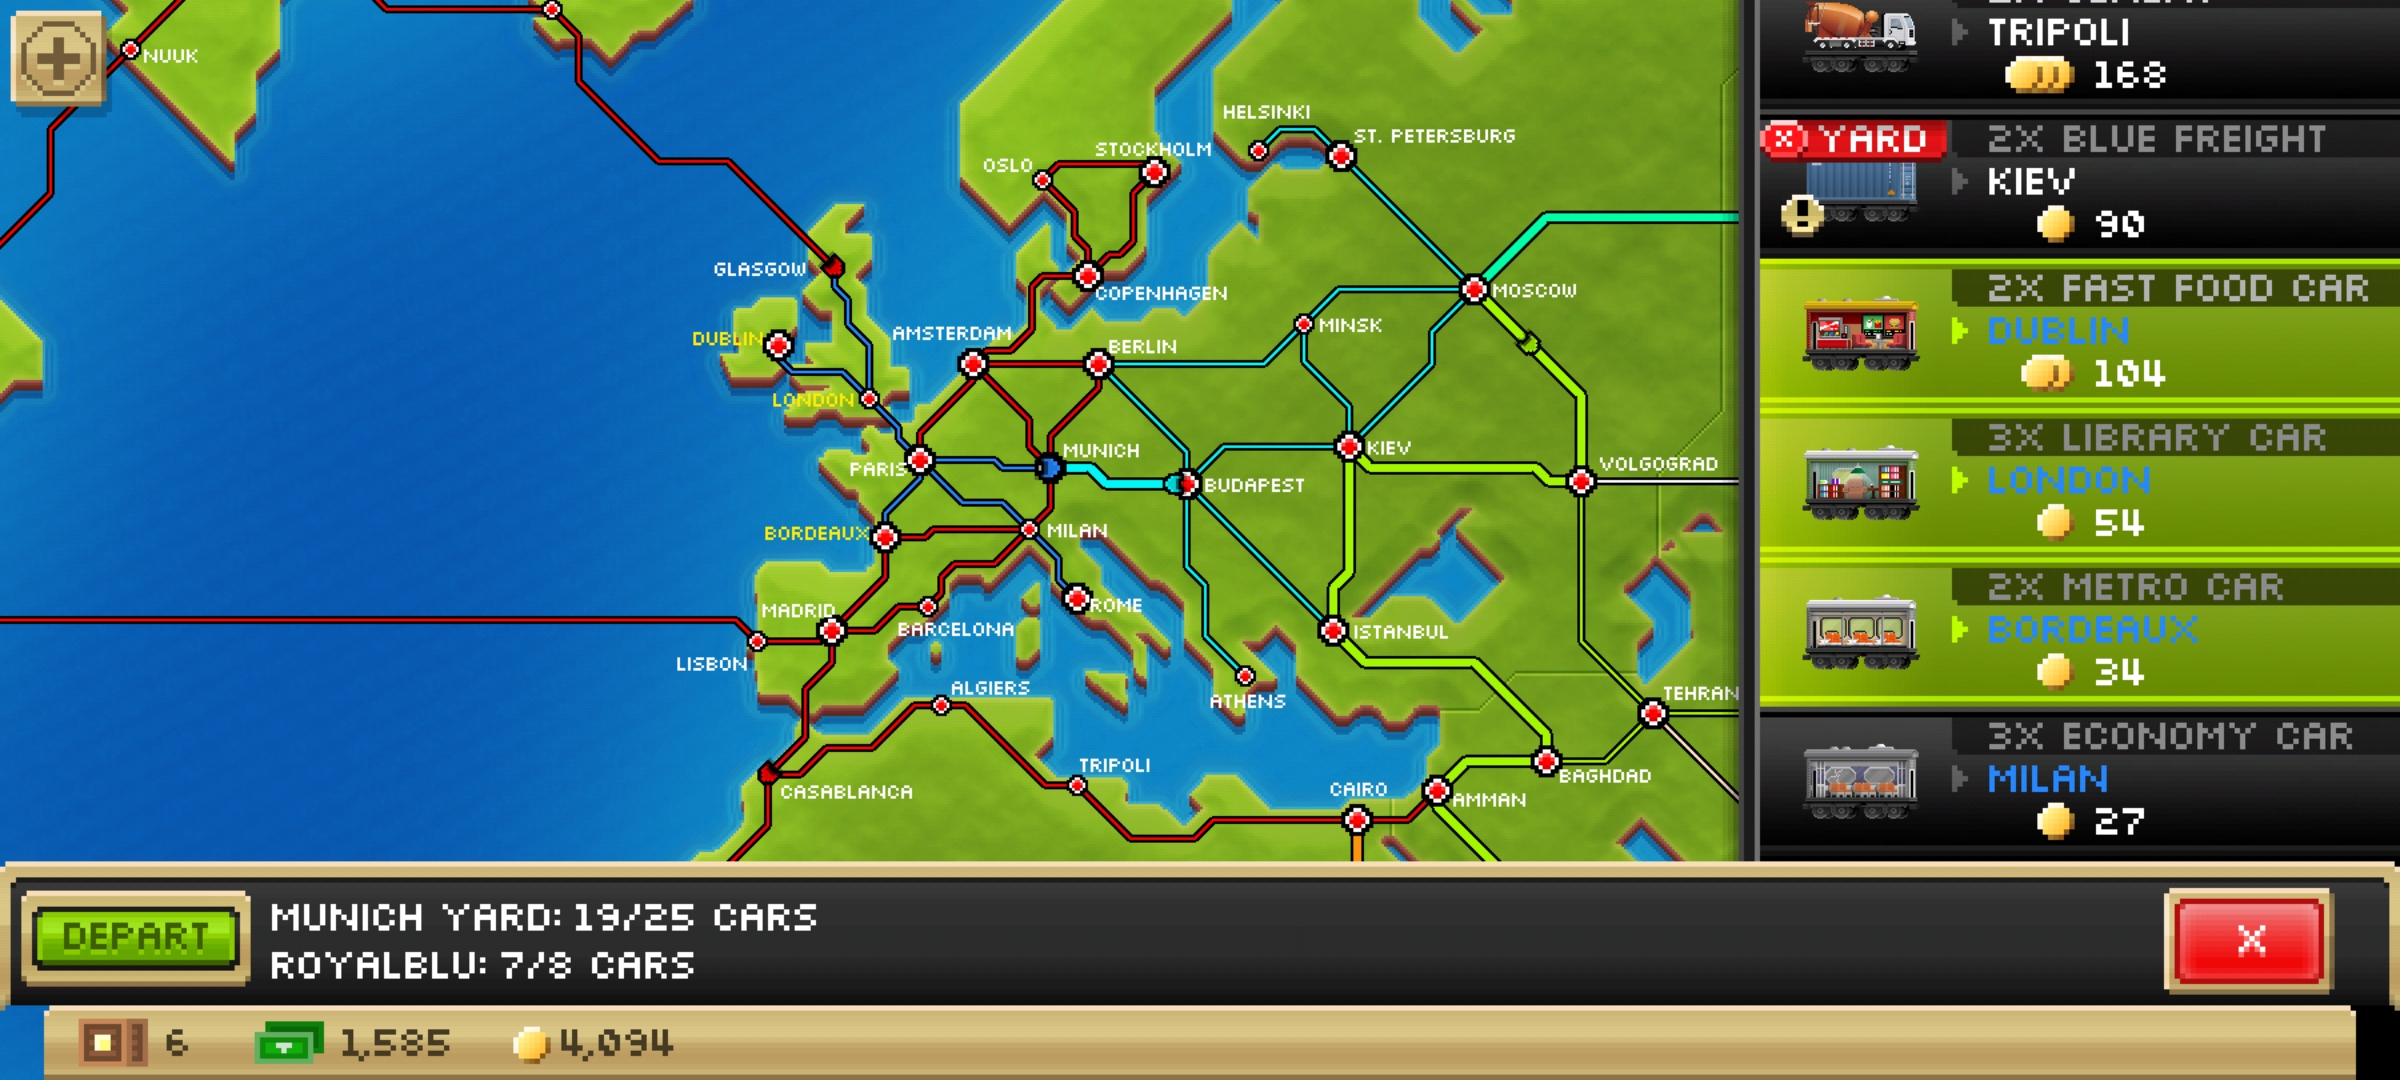 NUUK
HELSINKI
ST. PETERSBURG
STOCKHOLM
OSLO
GLASGOW
COPENHAGEN
MOSCOW
DUBLIN
AMSTERDAM
MINSK
BERLIN
LONDON
MUNICH
KIEV
PARIS
VOLGOGRAD
BUDAPEST
BORDEAUX
MILAN
MADRID
ROME
BARCELONA
ISTANBUL
LISBON
ALGIERS
ATHENS
TEHRAN
TRIPOLI
BAGHDAD
CASABLANCA
CAIRO
AMMAN
TRIPOLI
168
YARD
2X BLUE FREIGHT
KIEV
90
2X FAST FOOD CAR
DUBLIN
104
3X LIBRARY CAR
LONDON
54
2X METRO CAR
BORDEAUX
34
3X ECONOMY CAR
MILAN
27
DEPART
MUNICH YARD: 19/25 CARS
ROYALBLU: 7/8 CARS
X
6
1,585
4,094